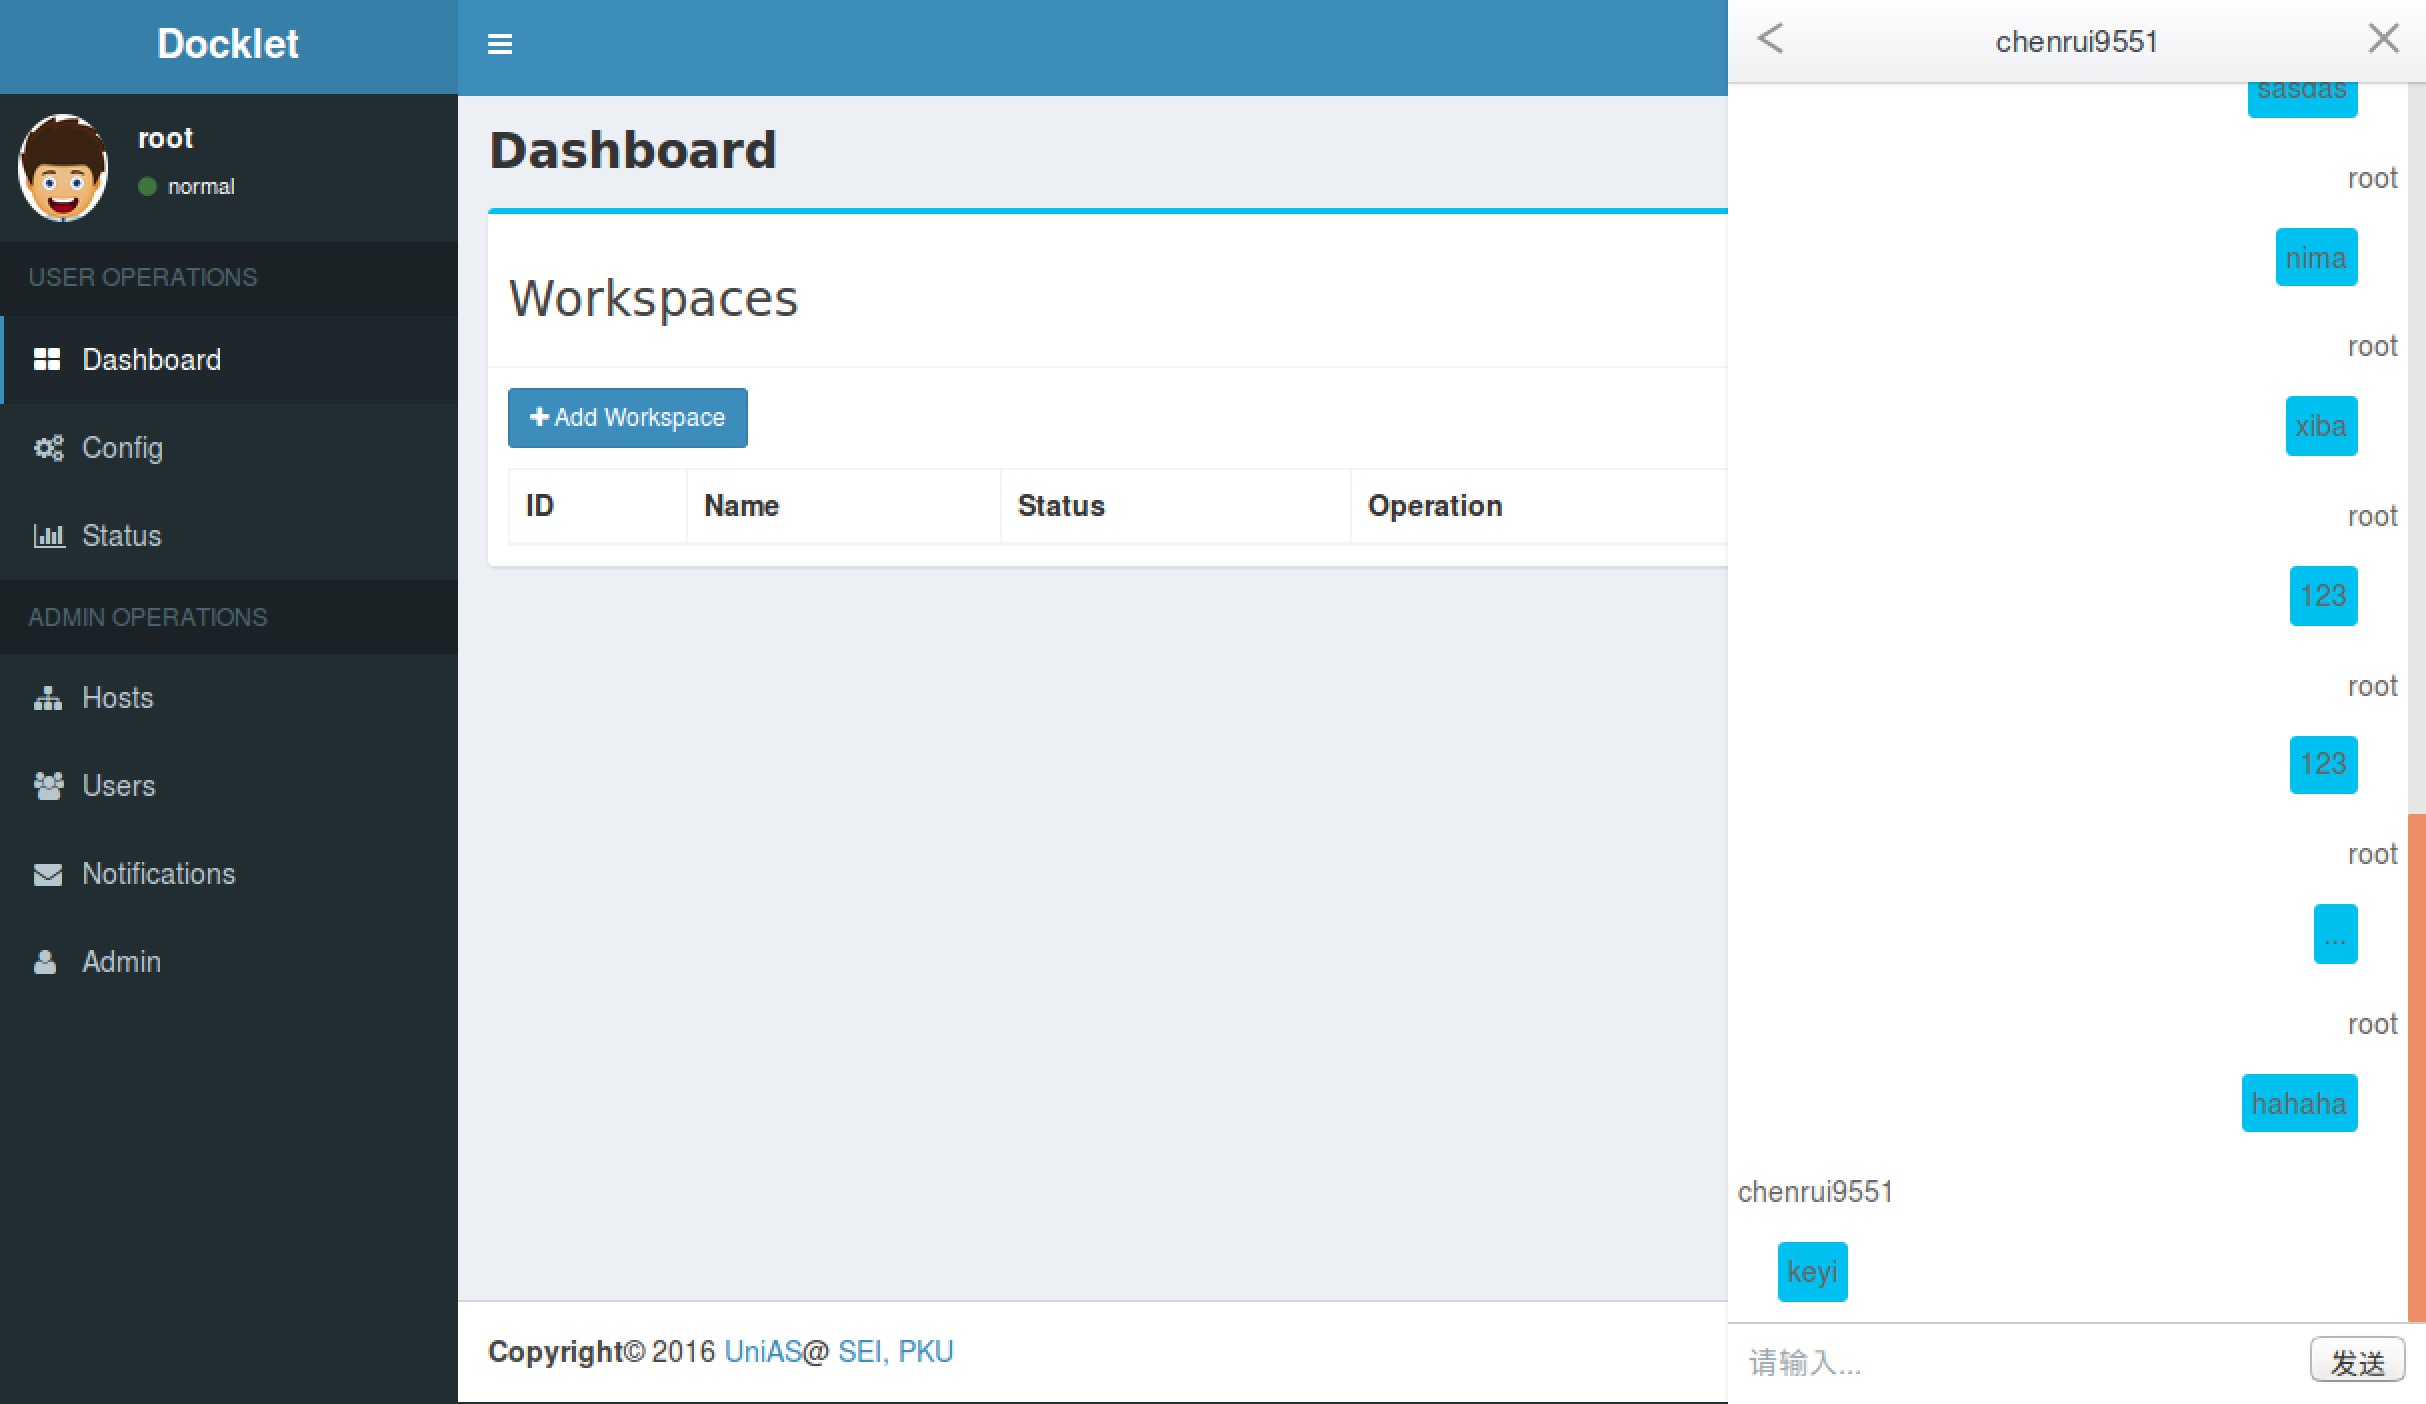 Docklet
root
normal
USER OPERATIONS
Dashboard
Config
Status
ADMIN OPERATIONS
Hosts
Users
Notifications
Admin
Dashboard
Workspaces
Add Workspace
ID Name Status Operation
Copyright© 2016 UniAS@ SEI, PKU
chenrui9551
sasdas
root
nima
root
xiba
root
123
root
123
root
...
root
hahaha
chenrui9551
keyi
请输入...
发送